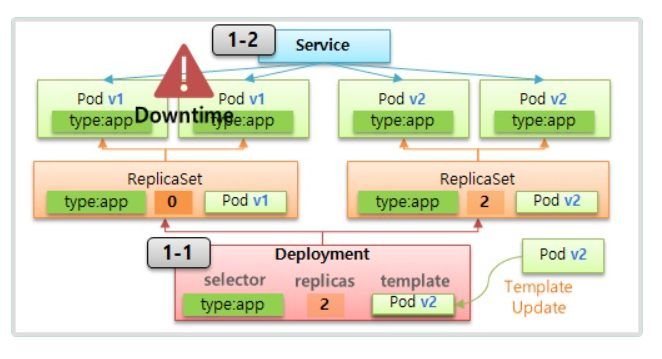 1-2
Service
Pod v1
type:app
Pod v1
type:app
Downtime
Pod v2
type:app
Pod v2
type:app
ReplicaSet
type:app 0 Pod v1
ReplicaSet
type:app 2 Pod v2
1-1
Deployment
selector replicas template
type:app 2 Pod v2
Pod v2
Template
Update